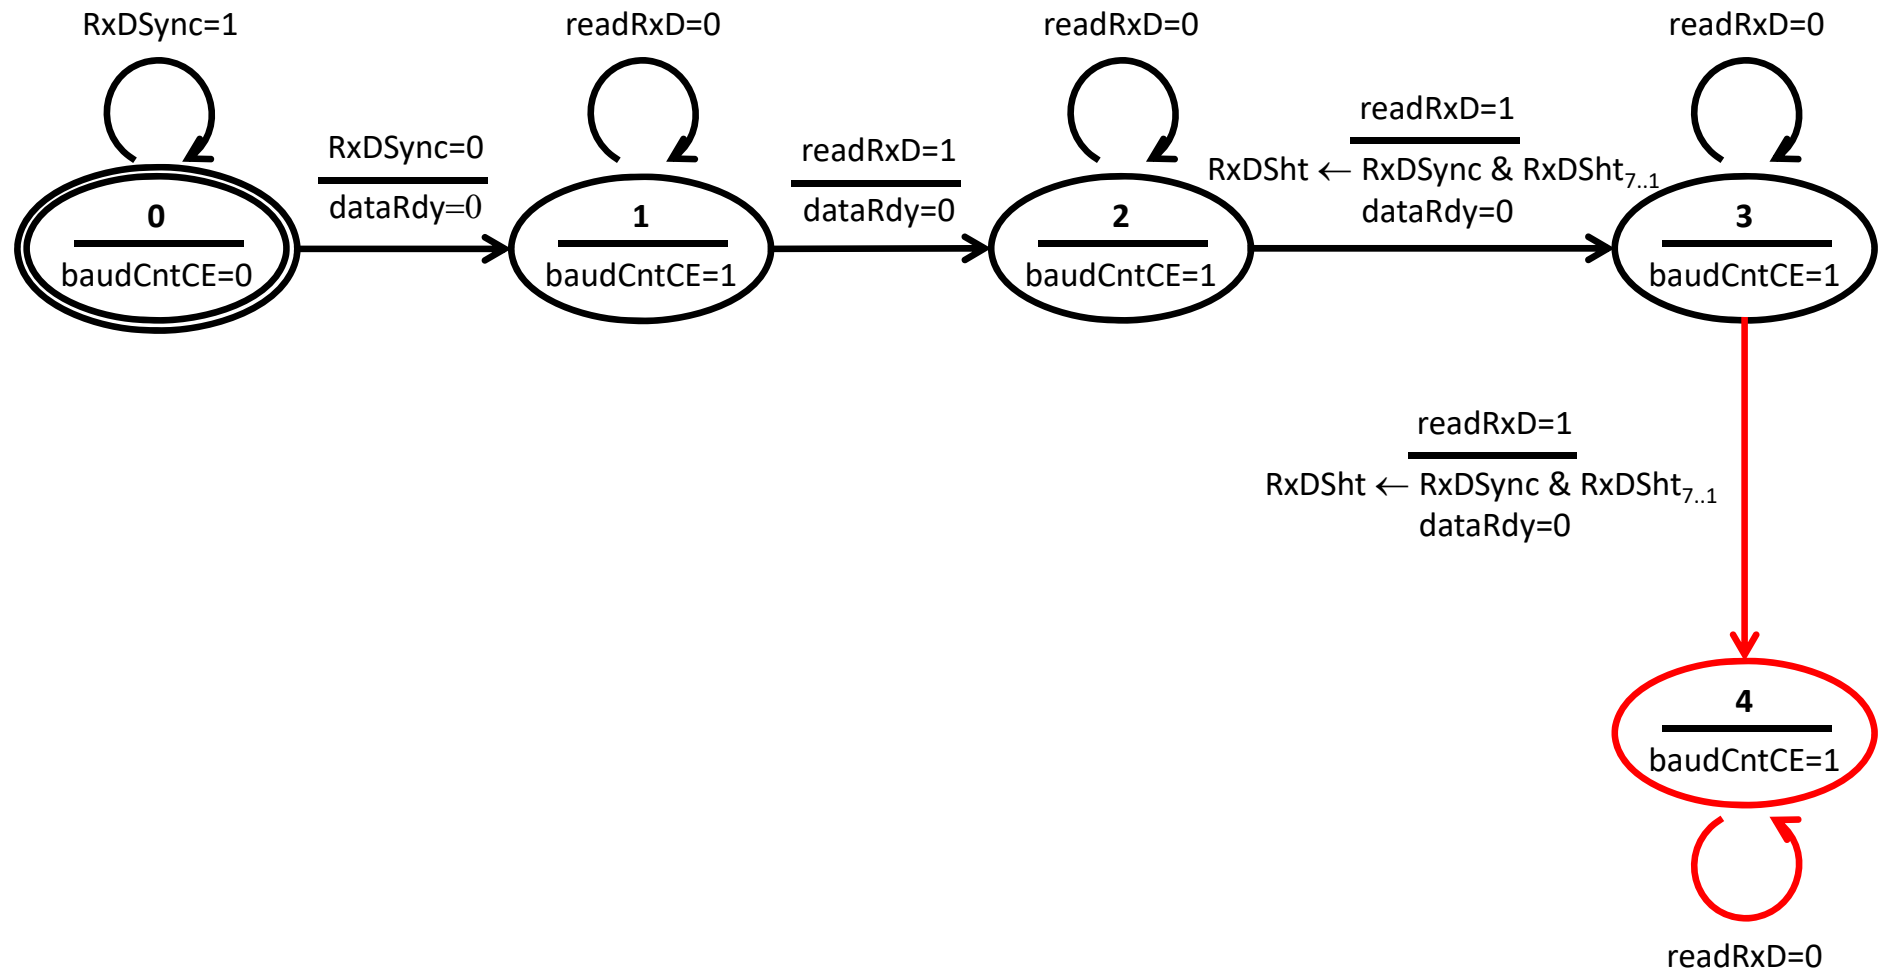 RxDSync=1
readRxD=0
readRxD=0
readRxD=0
RxDSync=0
dataRdy=0
readRxD=1
dataRdy=0
readRxD=1
RxDSht ← RxDSync & RxDSht7..1
dataRdy=0
0
baudCntCE=0
1
baudCntCE=1
2
baudCntCE=1
3
baudCntCE=1
readRxD=1
RxDSht ← RxDSync & RxDSht7..1
dataRdy=0
4
baudCntCE=1
readRxD=0